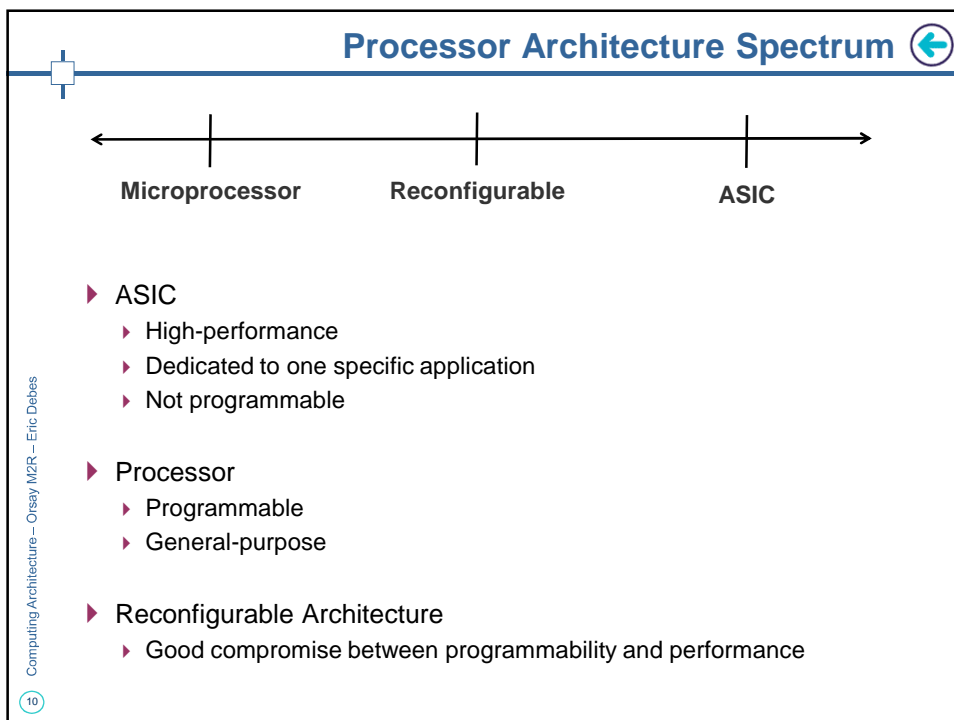 Processor Architecture Spectrum
Microprocessor
Reconfigurable
ASIC
ASIC
High-performance
Dedicated to one specific application
Not programmable
Processor
Programmable
General-purpose
Reconfigurable Architecture
Good compromise between programmability and performance
Computing Architecture – Orsay M2R – Eric Debes
10